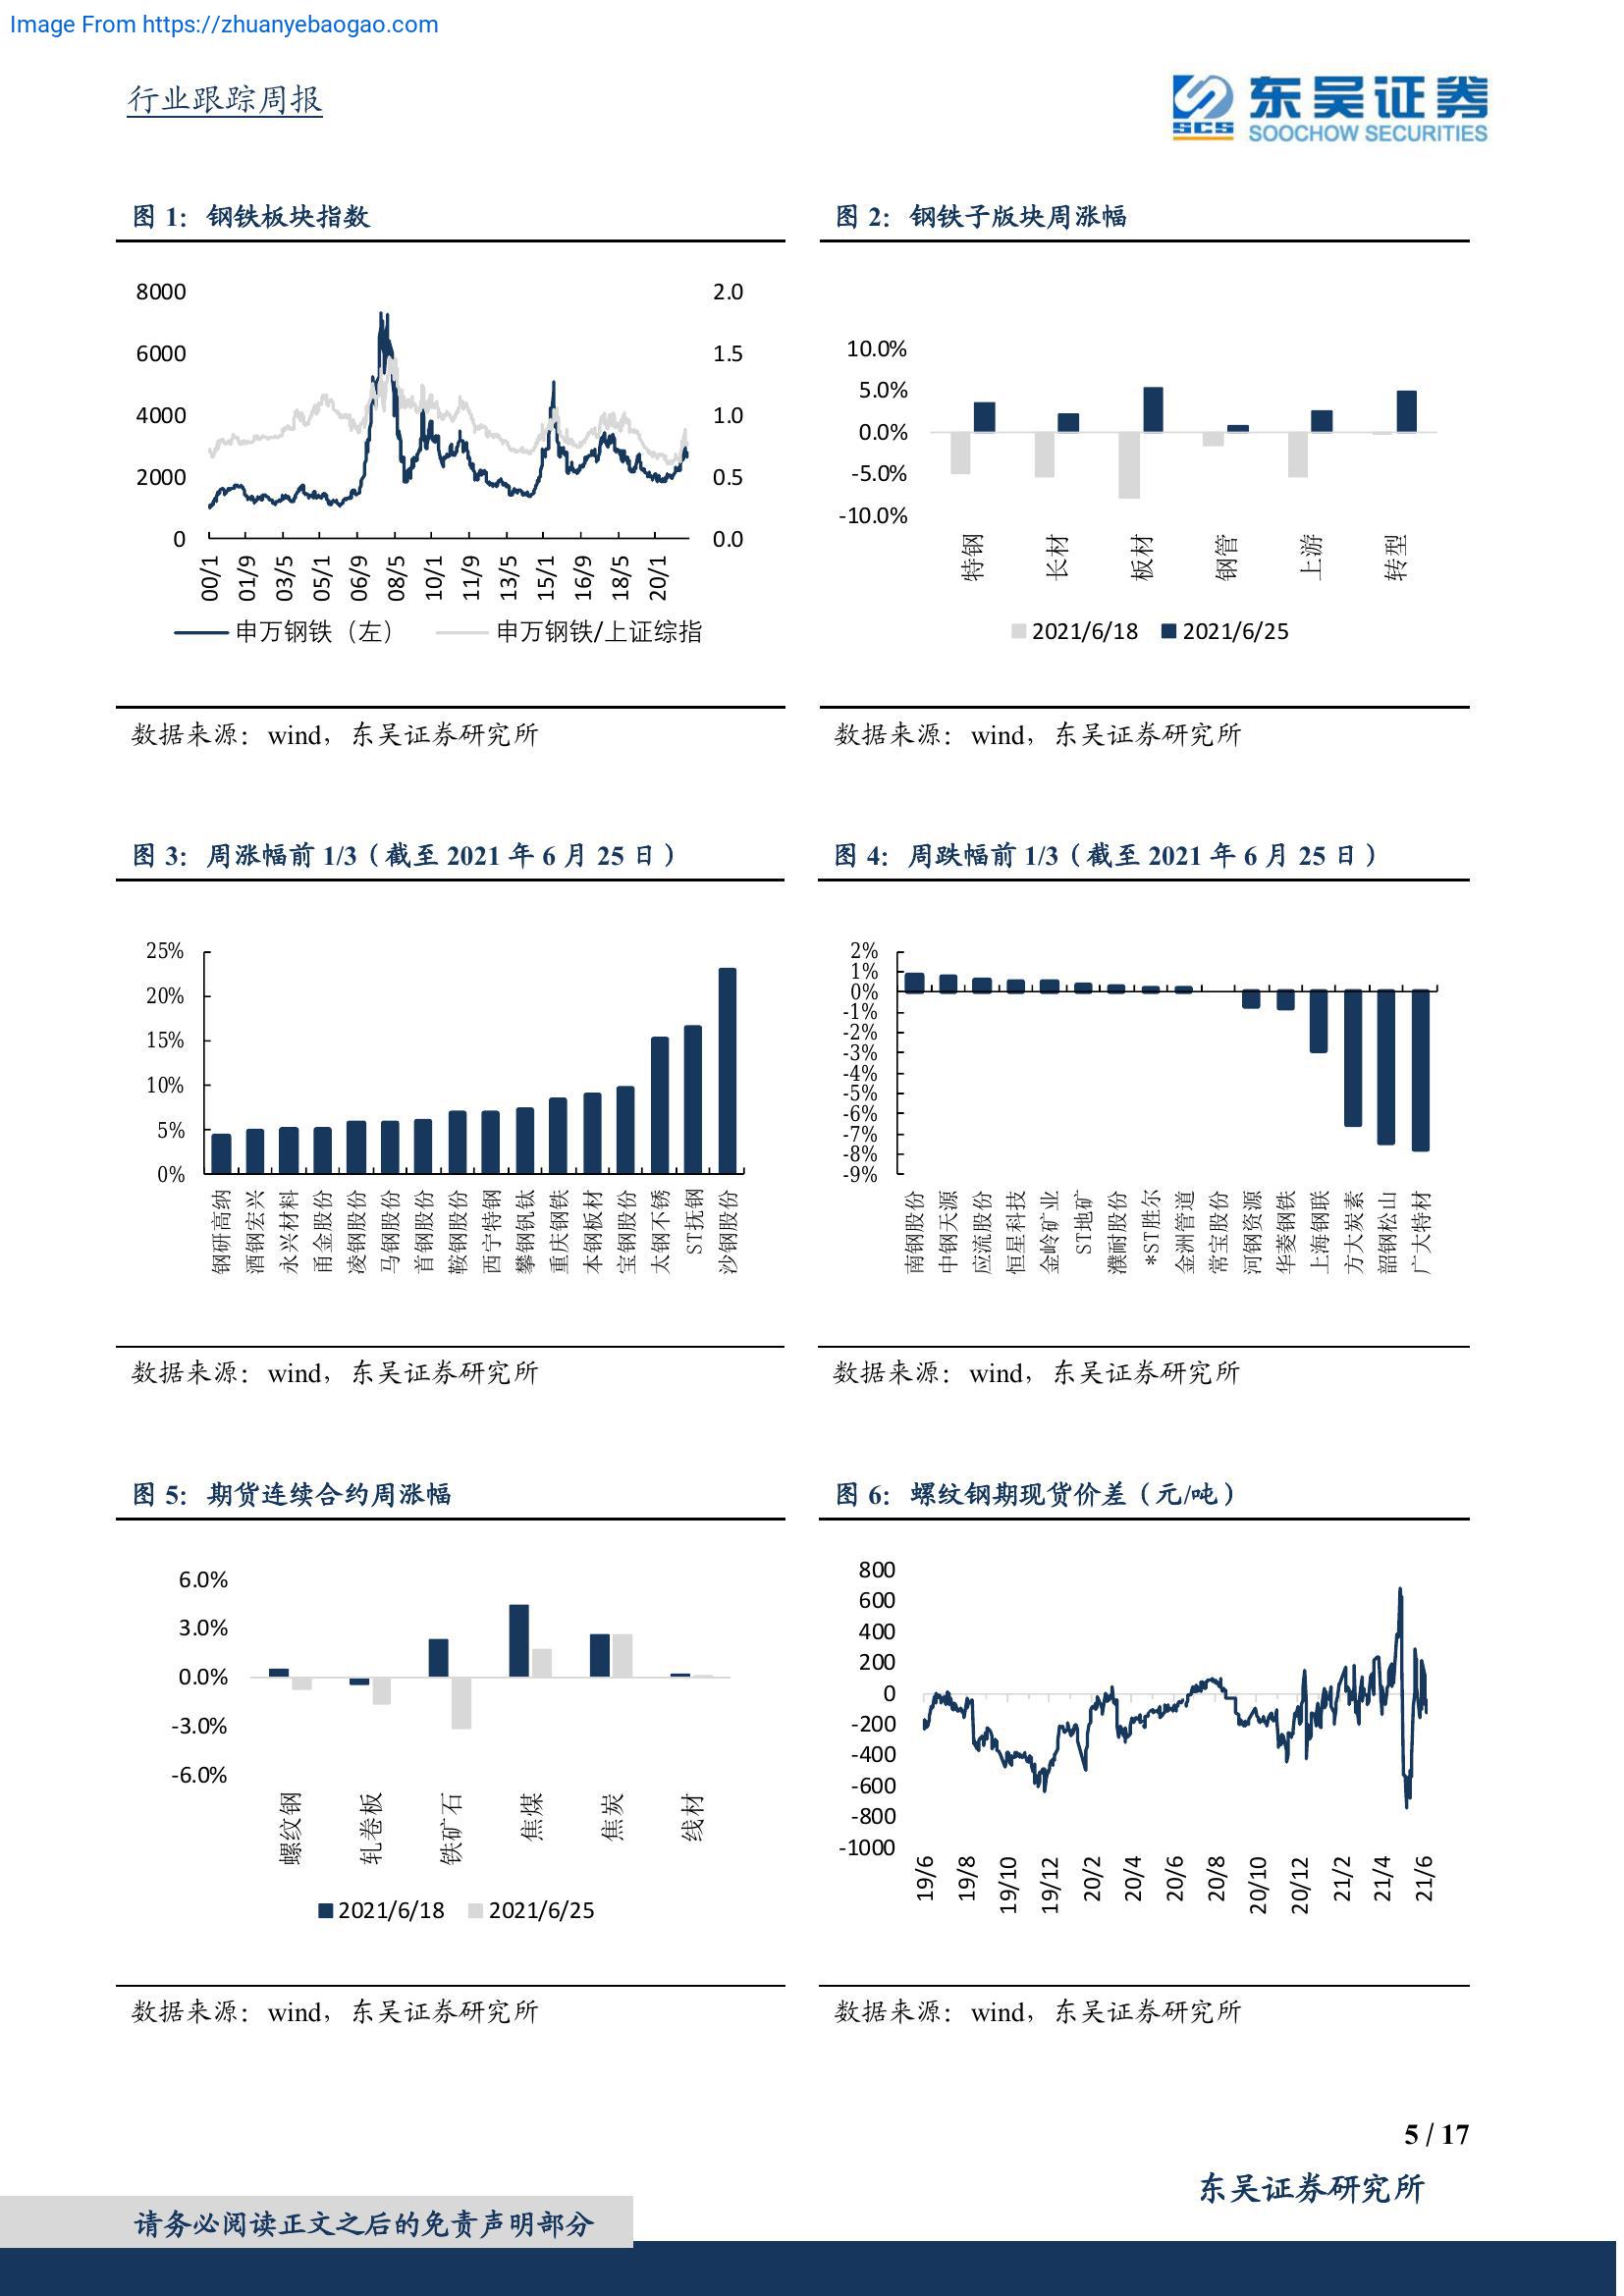 Image From https://zhuanyebaogao.com
行业跟踪周报
SCS
东吴证券
SOOCHOW SECURITIES
图 1: 钢铁板块指数
8000
6000
4000
2000
0
2.0
1.5
1.0
0.5
0.0
00/1 01/9 03/5 05/1 06/9 08/5 10/1 11/9 13/5 15/1 16/9 18/5 20/1
申万钢铁（左） 申万钢铁/上证综指
数据来源：wind，东吴证券研究所
图 2: 钢铁子版块周涨幅
10.0%
5.0%
0.0%
-5.0%
-10.0%
特钢 长材 板材 钢管 上游 转型
2021/6/18 2021/6/25
数据来源：wind，东吴证券研究所
图 3: 周涨幅前 1/3（截至 2021 年 6 月 25 日）
25%
20%
15%
10%
5%
0%
钢研高纳 酒钢宏兴 永兴材料 甬金股份 凌钢股份 马钢股份 首钢股份 鞍钢股份 西宁特钢 攀钢钒钛 重庆钢铁 本钢板材 宝钢股份 太钢不锈 ST抚钢 沙钢股份
数据来源：wind，东吴证券研究所
图 4: 周跌幅前 1/3（截至 2021 年 6 月 25 日）
2%
1%
0%
-1%
-2%
-3%
-4%
-5%
-6%
-7%
-8%
-9%
南钢股份 中钢天源 应流股份 恒星科技 金岭矿业 ST地矿 濮耐股份 *ST胜尔 金洲管道 常宝股份 河钢资源 华菱钢铁 上海钢联 方大炭素 韶钢松山 广大特材
数据来源：wind，东吴证券研究所
图 5: 期货连续合约周涨幅
6.0%
3.0%
0.0%
-3.0%
-6.0%
螺纹钢 轧卷板 铁矿石 焦煤 焦炭 线材
2021/6/18 2021/6/25
数据来源：wind，东吴证券研究所
图 6: 螺纹钢期现货价差（元/吨）
800
600
400
200
0
-200
-400
-600
-800
-1000
19/6 19/8 19/10 19/12 20/2 20/4 20/6 20/8 20/10 20/12 21/2 21/4 21/6
数据来源：wind，东吴证券研究所
5 / 17
东吴证券研究所
请务必阅读正文之后的免责声明部分